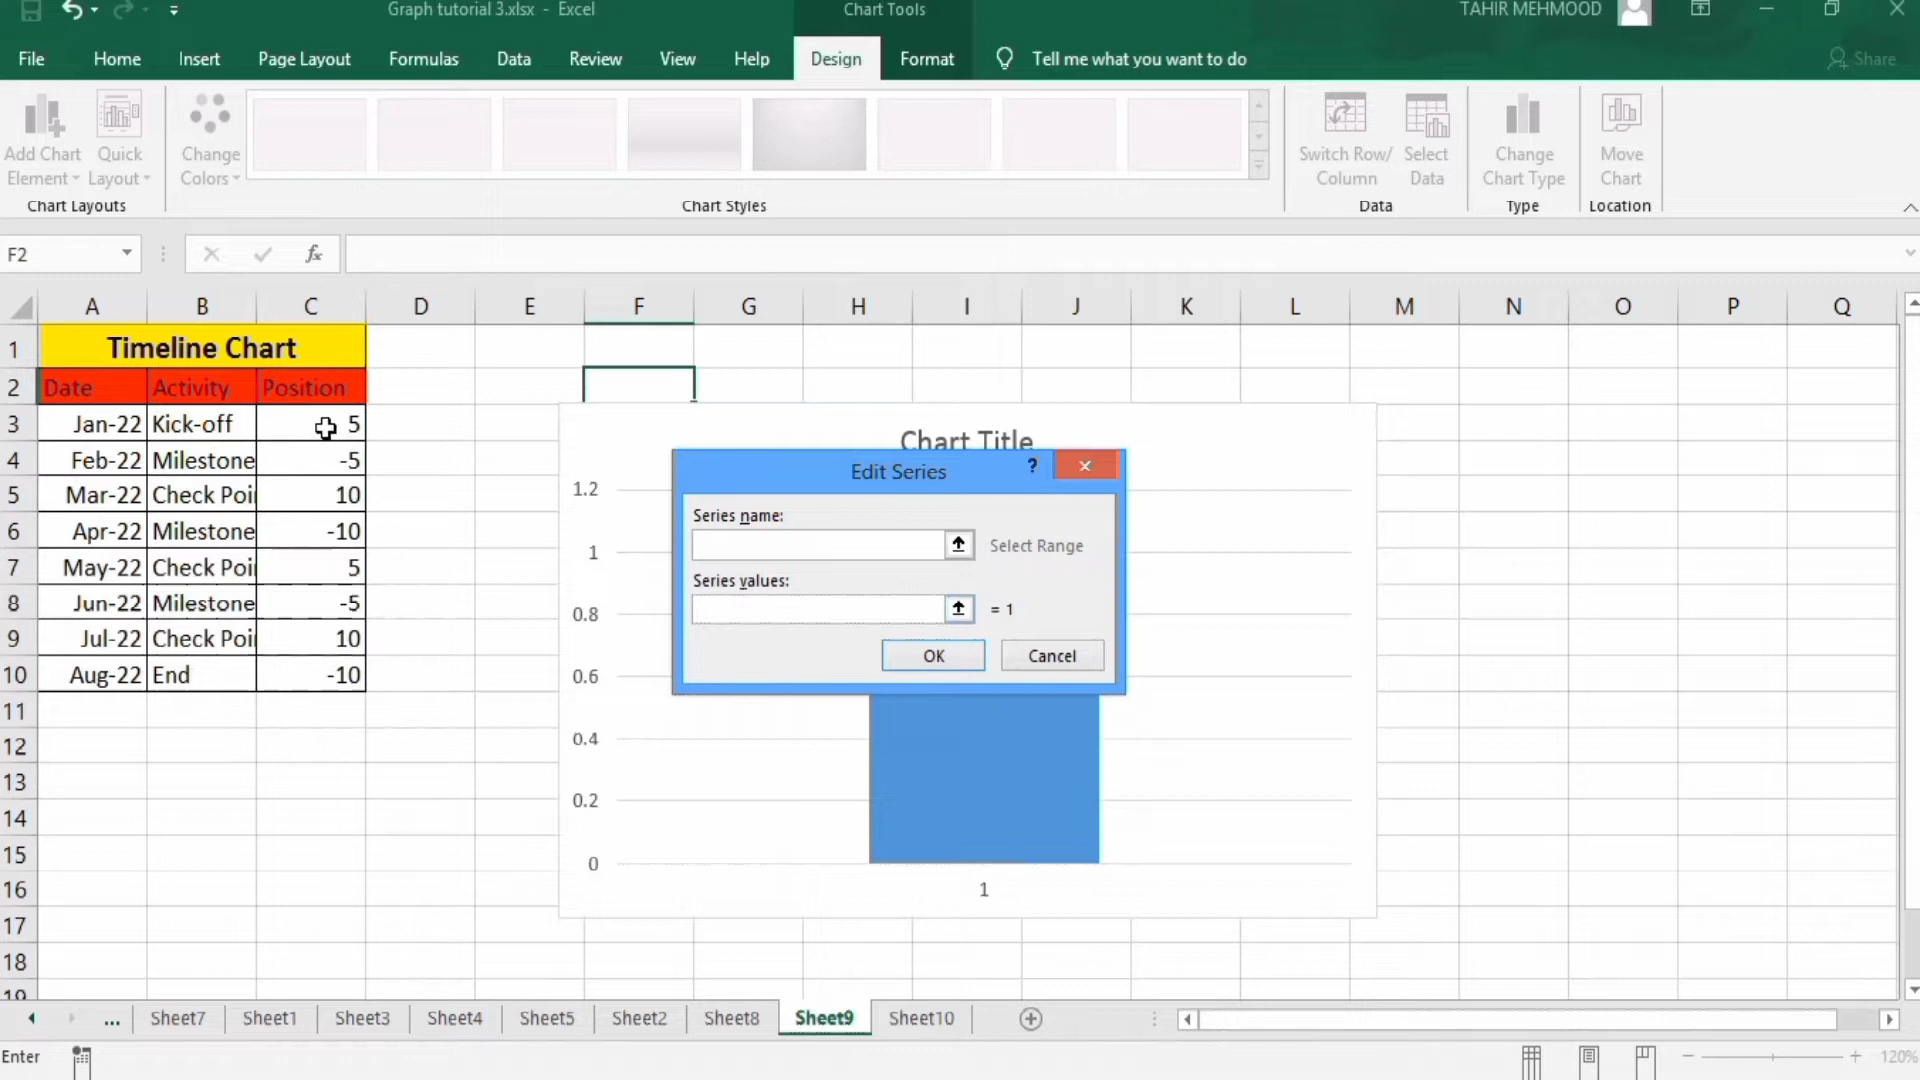 Graph tutorial 3.xlsx - Excel
Chart Tools
TAHIR MEHMOOD
File
Home
Insert
Page Layout
Formulas
Data
Review
View
Help
Design
Format
Tell me what you want to do
Share
Add Chart Element
Quick Layout
Change Colors
Switch Row/ Column
Select Data
Change Chart Type
Move Chart
Chart Layouts
Chart Styles
Data
Type
Location
F2
fx
A B C D E F G H I J K L M N O P Q
1 Timeline Chart
2 Date Activity Position
3 Jan-22 Kick-off 5
4 Feb-22 Milestone -5
5 Mar-22 Check Poi 10
6 Apr-22 Milestone -10
7 May-22 Check Poi 5
8 Jun-22 Milestone -5
9 Jul-22 Check Poi 10
10 Aug-22 End -10
11
12
13
14
15
16
17
18
19
Chart Title
1.2
1
0.8
0.6
0.4
0.2
0
1
Edit Series
?
Series name:
Select Range
Series values:
= 1
OK
Cancel
...
Sheet7
Sheet1
Sheet3
Sheet4
Sheet5
Sheet2
Sheet8
Sheet9
Sheet10
Enter
120%